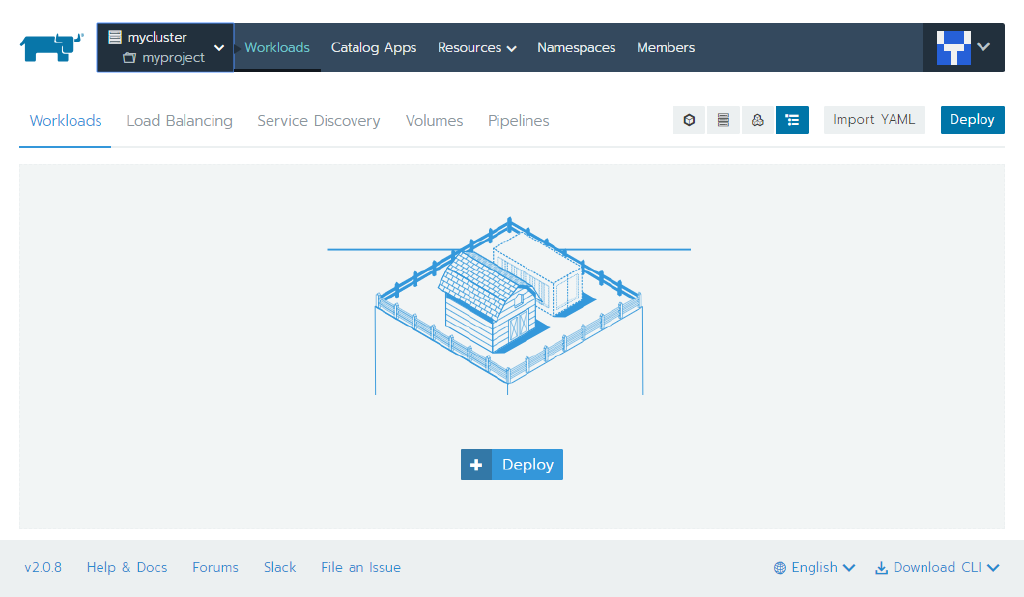 mycluster
myproject
Workloads Catalog Apps Resources Namespaces Members
Workloads Load Balancing Service Discovery Volumes Pipelines Import YAML Deploy
Deploy
v2.0.8 Help & Docs Forums Slack File an Issue English Download CLI